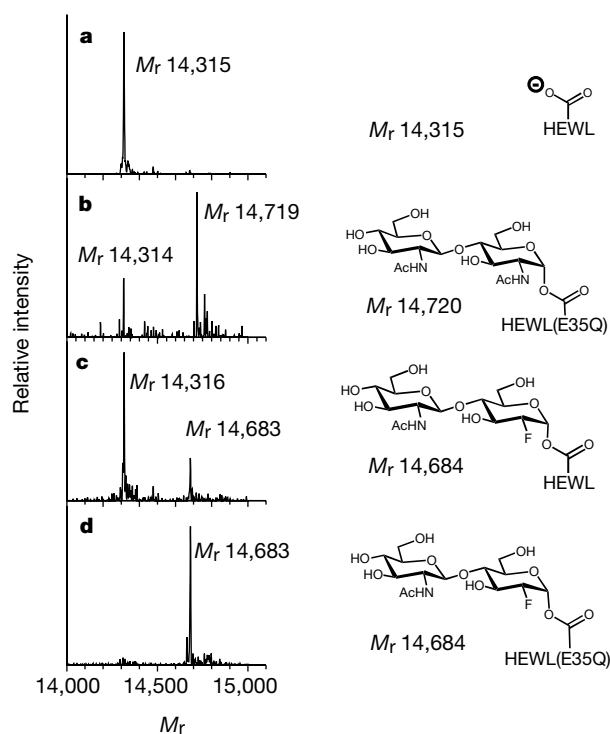 a
Mr 14,315
Mr 14,315
⊖
O
O
HEWL
b
Mr 14,719
Mr 14,314
Mr 14,720
OH
HO
HO
O
AcHN
O
OH
O
HO
AcHN
O
O
HEWL(E35Q)
c
Mr 14,316
Mr 14,683
Mr 14,684
OH
HO
HO
O
AcHN
O
OH
O
HO
F
O
O
HEWL
d
Mr 14,683
Mr 14,684
OH
HO
HO
O
AcHN
O
OH
O
HO
F
O
O
HEWL(E35Q)
Relative intensity
14,000 14,500 15,000
Mr